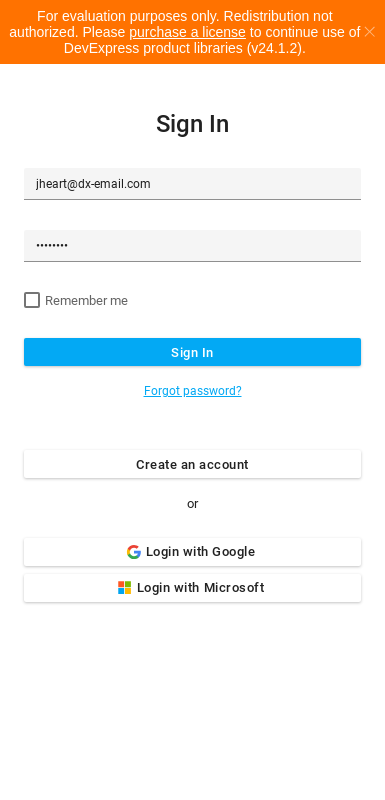 For evaluation purposes only. Redistribution not
authorized. Please purchase a license to continue use of
DevExpress product libraries (v24.1.2).
Sign In
jheart@dx-email.com
••••••••
Remember me
Sign In
Forgot password?
Create an account
or
Login with Google
Login with Microsoft